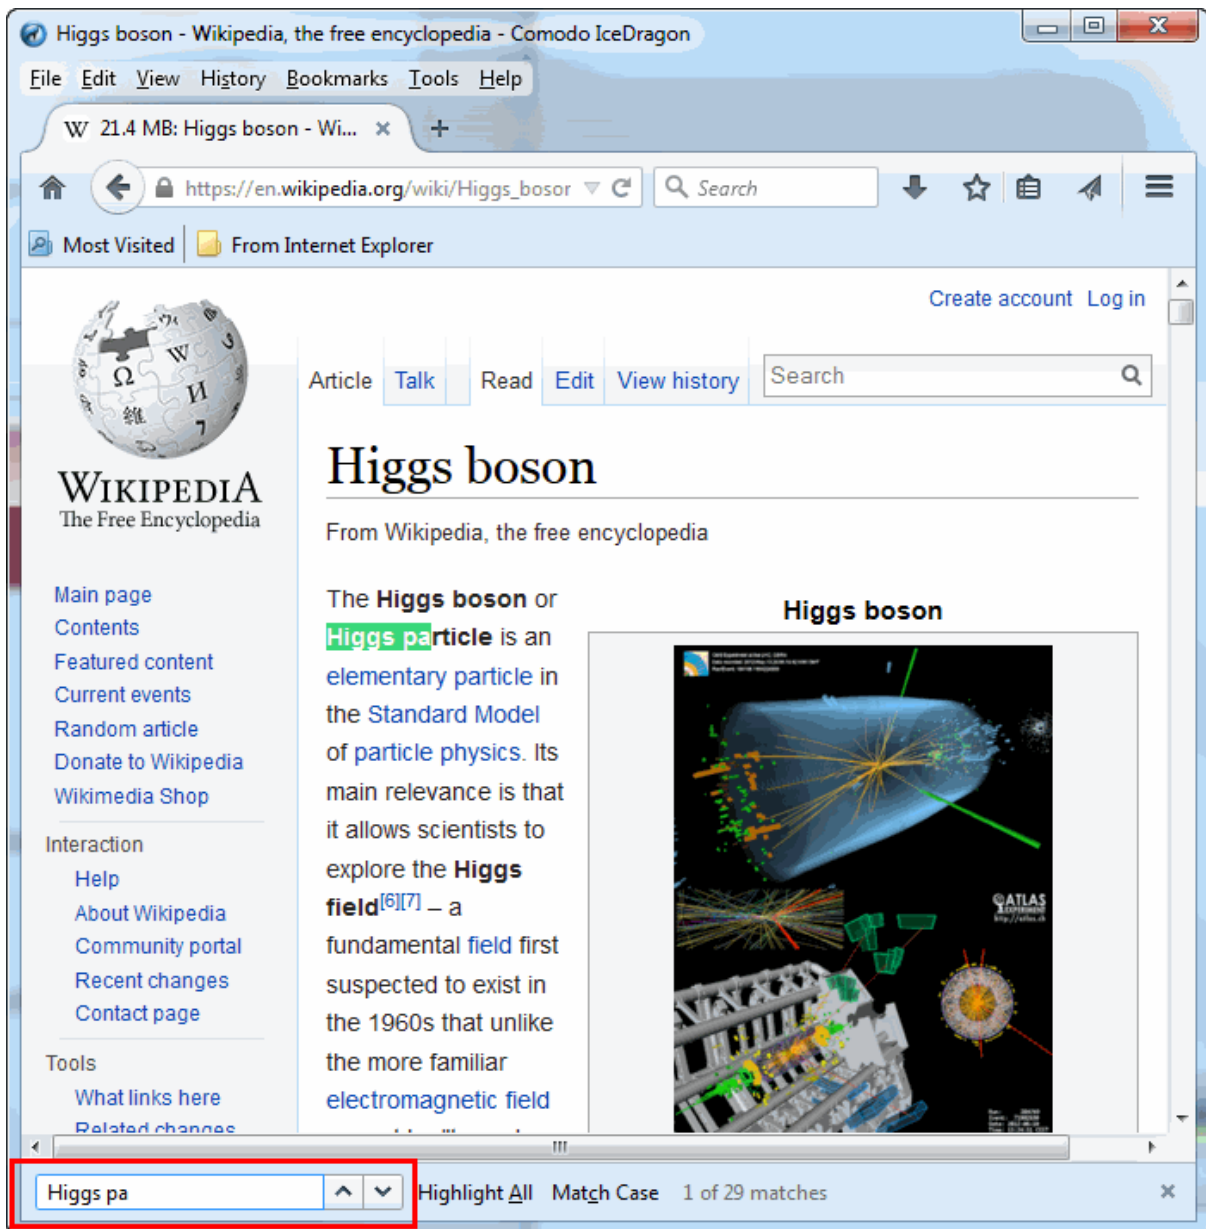 Higgs boson - Wikipedia, the free encyclopedia - Comodo IceDragon
File Edit View History Bookmarks Tools Help
W 21.4 MB: Higgs boson - Wi...
https://en.wikipedia.org/wiki/Higgs_boson Search
Most Visited From Internet Explorer
Create account Log in
Article Talk Read Edit View history Search
WIKIPEDIA
The Free Encyclopedia
Main page
Contents
Featured content
Current events
Random article
Donate to Wikipedia
Wikimedia Shop
Interaction
Help
About Wikipedia
Community portal
Recent changes
Contact page
Tools
What links here
Related changes
Higgs boson
From Wikipedia, the free encyclopedia
The Higgs boson or
Higgs particle is an
elementary particle in
the Standard Model
of particle physics. Its
main relevance is that
it allows scientists to
explore the Higgs
field[6][7] – a
fundamental field first
suspected to exist in
the 1960s that unlike
the more familiar
electromagnetic field
Higgs boson
ATLAS
EXPERIMENT
http://atlas.ch
Higgs pa Highlight All Match Case 1 of 29 matches